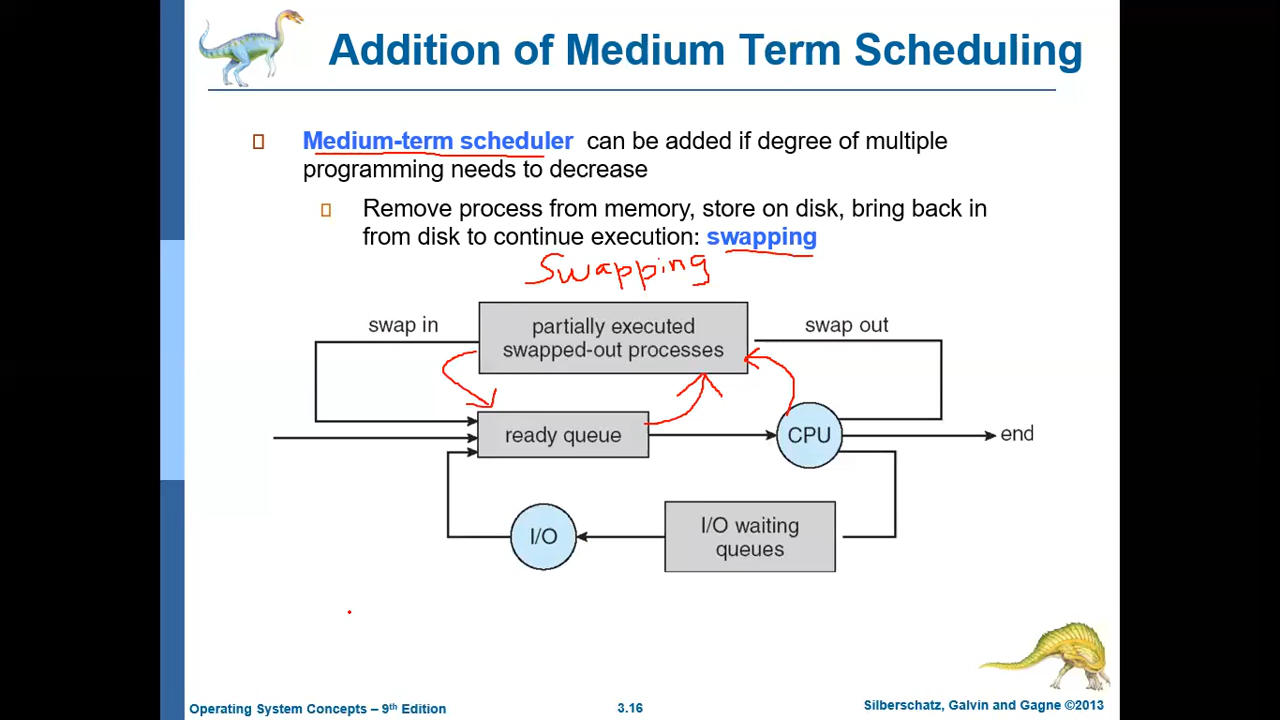 Addition of Medium Term Scheduling
Medium-term scheduler can be added if degree of multiple
programming needs to decrease
Remove process from memory, store on disk, bring back in
from disk to continue execution: swapping
Swapping
swap in
partially executed
swapped-out processes
swap out
ready queue
CPU
end
I/O
I/O waiting
queues
Operating System Concepts – 9th Edition
3.16
Silberschatz, Galvin and Gagne ©2013